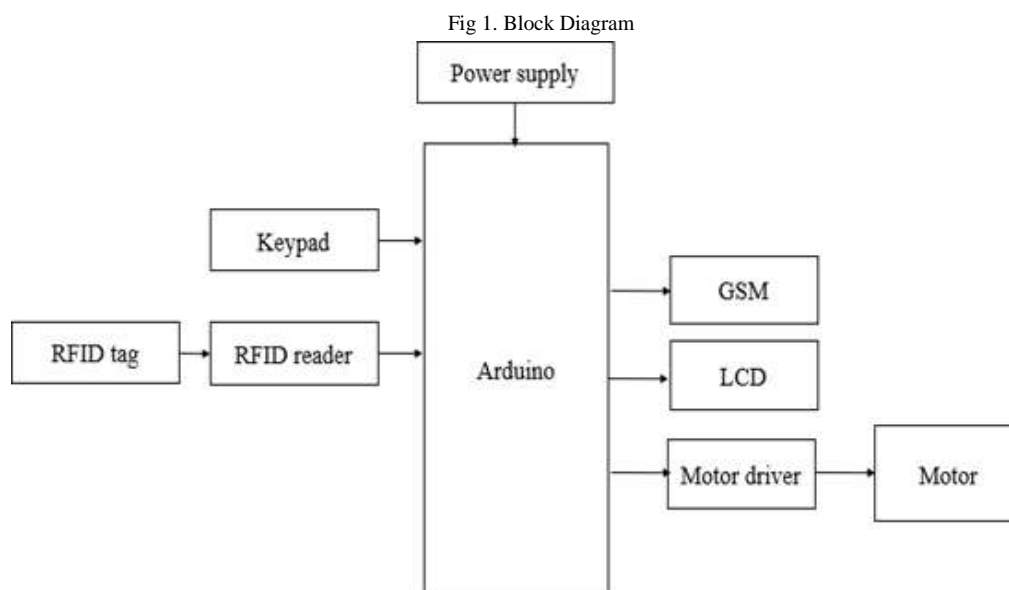 Fig 1. Block Diagram
Power supply
Keypad
GSM
RFID tag
RFID reader
Arduino
LCD
Motor driver
Motor